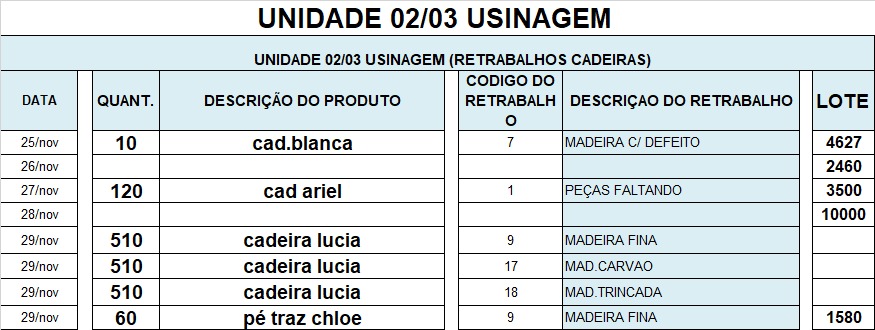 UNIDADE 02/03 USINAGEM
UNIDADE 02/03 USINAGEM (RETRABALHOS CADEIRAS)
DATA QUANT. DESCRIÇÃO DO PRODUTO CODIGO DO RETRABALH O DESCRIÇAO DO RETRABALHO LOTE
25/nov 10 cad.blanca 7 MADEIRA C/ DEFEITO 4627
26/nov 2460
27/nov 120 cad ariel 1 PEÇAS FALTANDO 3500
28/nov 10000
29/nov 510 cadeira lucia 9 MADEIRA FINA
29/nov 510 cadeira lucia 17 MAD.CARVAO
29/nov 510 cadeira lucia 18 MAD.TRINCADA
29/nov 60 pé traz chloe 9 MADEIRA FINA 1580